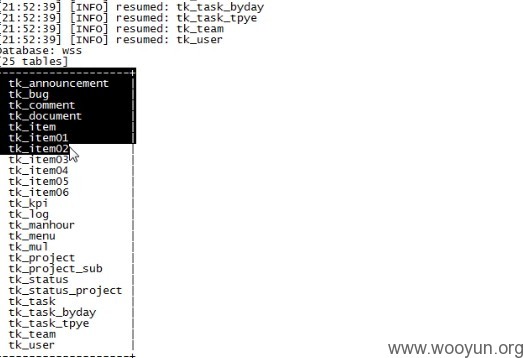 [21:52:39] [INFO] resumed: tk_task_byday
[21:52:39] [INFO] resumed: tk_task_tpye
[21:52:39] [INFO] resumed: tk_team
[21:52:39] [INFO] resumed: tk_user
Database: wss
[25 tables]
+------------------+
tk_announcement |
tk_bug |
tk_comment |
tk_document |
tk_item |
tk_item01 |
tk_item02 |
tk_item03 |
tk_item04 |
tk_item05 |
tk_item06 |
tk_kpi |
tk_log |
tk_manhour |
tk_menu |
tk_mul |
tk_project |
tk_project_sub |
tk_status |
tk_status_project |
tk_task |
tk_task_byday |
tk_task_tpye |
tk_team |
tk_user |
+------------------+
www.wooyun.org